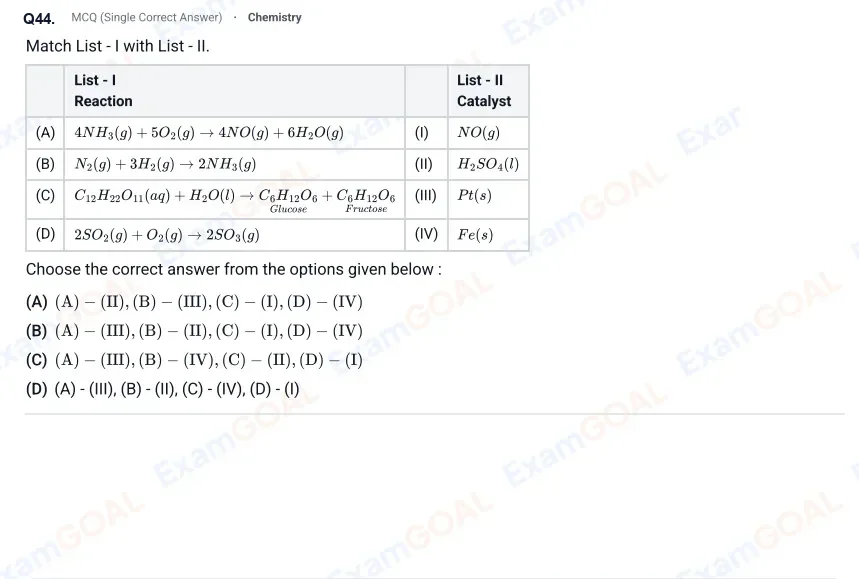 Q44. MCQ (Single Correct Answer) · Chemistry
Match List - I with List - II.
List - I List - II
Reaction Catalyst
(A) 4NH₃(g) + 5O₂(g) → 4NO(g) + 6H₂O(g) (I) NO(g)
(B) N₂(g) + 3H₂(g) → 2NH₃(g) (II) H₂SO₄(l)
(C) C₁₂H₂₂O₁₁(aq) + H₂O(l) → C₆H₁₂O₆ + C₆H₁₂O₆ (III) Pt(s)
Glucose Fructose
(D) 2SO₂(g) + O₂(g) → 2SO₃(g) (IV) Fe(s)
Choose the correct answer from the options given below :
(A) (A) − (II), (B) − (III), (C) − (I), (D) − (IV)
(B) (A) − (III), (B) − (II), (C) − (I), (D) − (IV)
(C) (A) − (III), (B) − (IV), (C) − (II), (D) − (I)
(D) (A) - (III), (B) - (II), (C) - (IV), (D) - (I)
ExamGOAL